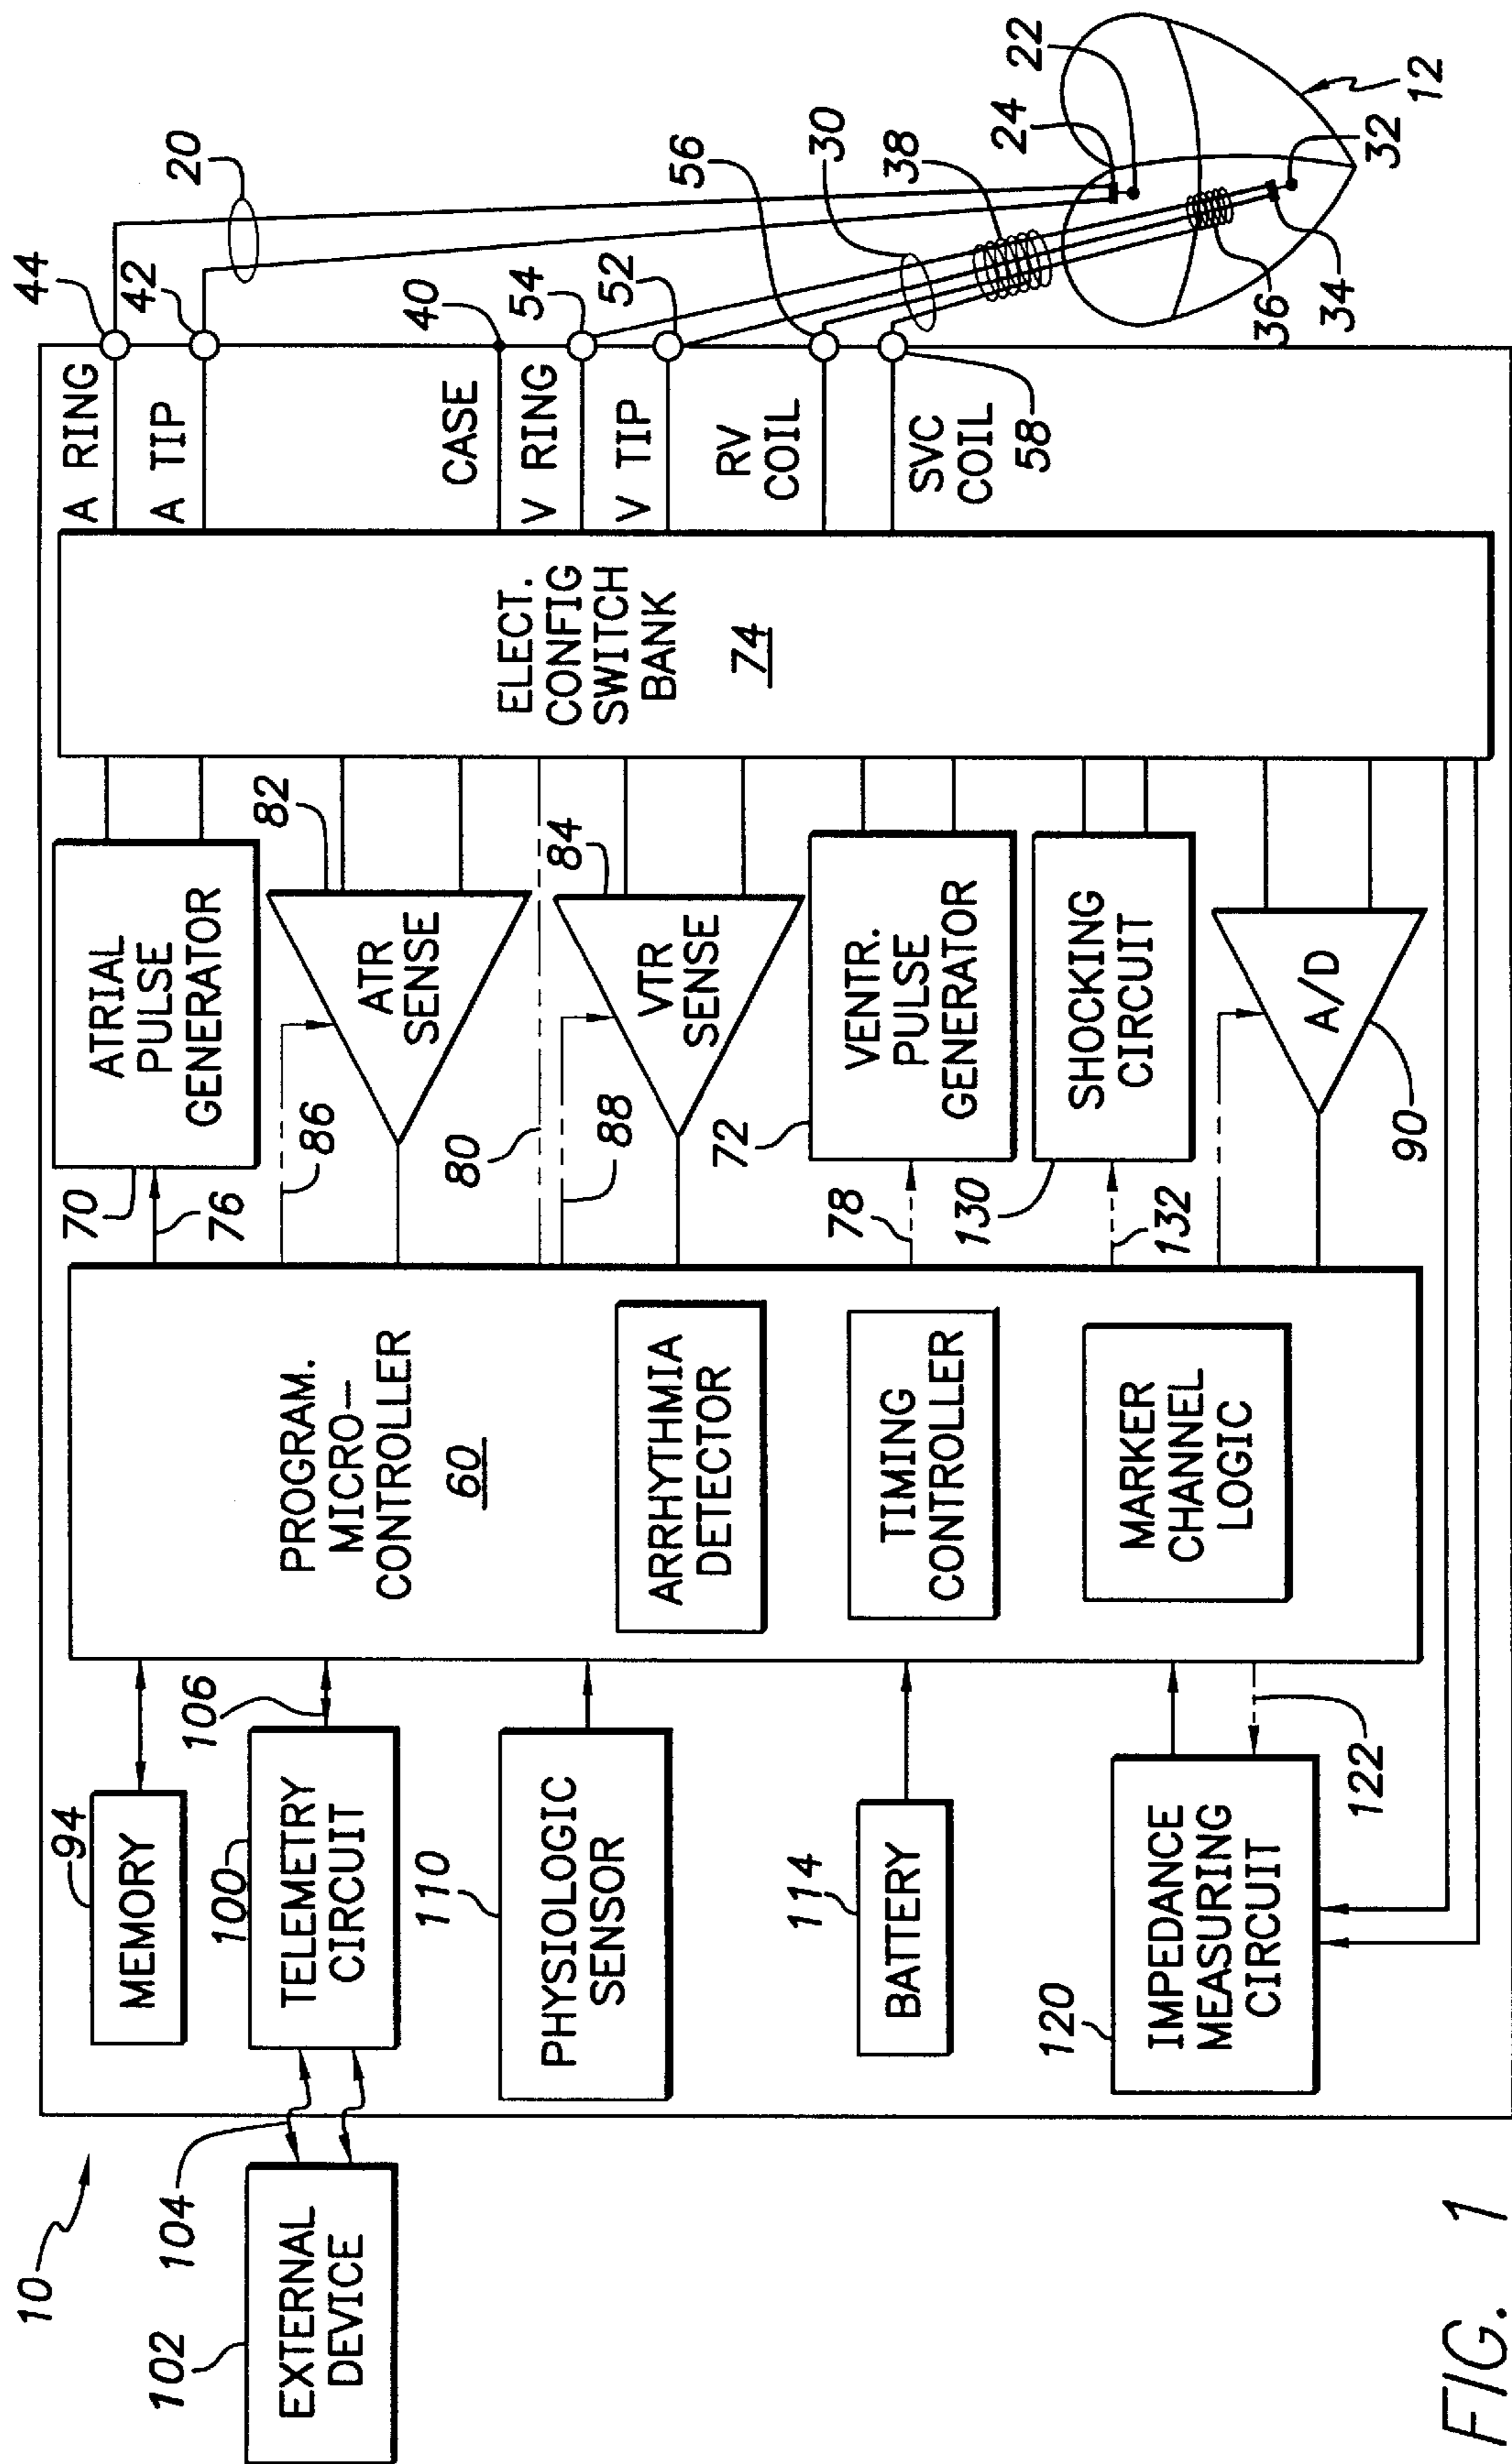 10
102
EXTERNAL
DEVICE
104
94
MEMORY
100
TELEMETRY
CIRCUIT
106
110
PHYSIOLOGIC
SENSOR
114
BATTERY
120
IMPEDANCE
MEASURING
CIRCUIT
122
PROGRAM.
MICRO-
CONTROLLER
60
ARRHYTHMIA
DETECTOR
TIMING
CONTROLLER
MARKER
CHANNEL
LOGIC
70
76
ATRIAL
PULSE
GENERATOR
86
82
ATR
SENSE
80
88
84
VTR
SENSE
72
78
VENTR.
PULSE
GENERATOR
130
132
SHOCKING
CIRCUIT
A/D
90
ELECT.
CONFIG
SWITCH
BANK
74
A RING
44
A TIP
42
CASE
40
V RING
54
V TIP
52
RV
COIL
56
SVC
COIL
58
20
30
38
24
22
36
34
32
12
FIG. 1